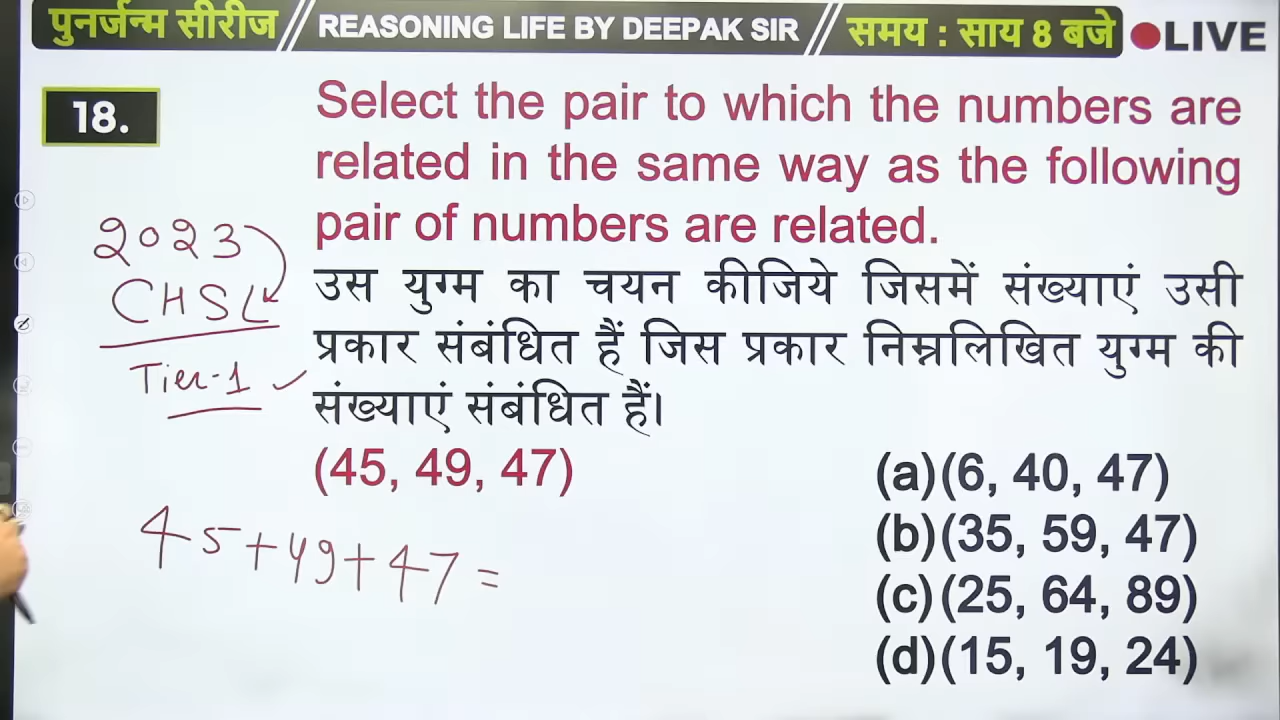 पुनर्जन्म सीरीज // REASONING LIFE BY DEEPAK SIR // समय : साय 8 बजे LIVE
18.
Select the pair to which the numbers are
related in the same way as the following
pair of numbers are related.
2023
CHSL
Tier-1
उस युग्म का चयन कीजिये जिसमें संख्याएं उसी
प्रकार संबंधित हैं जिस प्रकार निम्नलिखित युग्म की
संख्याएं संबंधित हैं।
(45, 49, 47)
45+49+47=
(a)(6, 40, 47)
(b)(35, 59, 47)
(c)(25, 64, 89)
(d)(15, 19, 24)